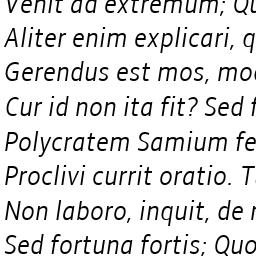 Venit ad extremum; Qu
Aliter enim explicari, q
Gerendus est mos, mod
Cur id non ita fit? Sed f
Polycratem Samium fe
Proclivi currit oratio. T
Non laboro, inquit, de n
Sed fortuna fortis; Quo